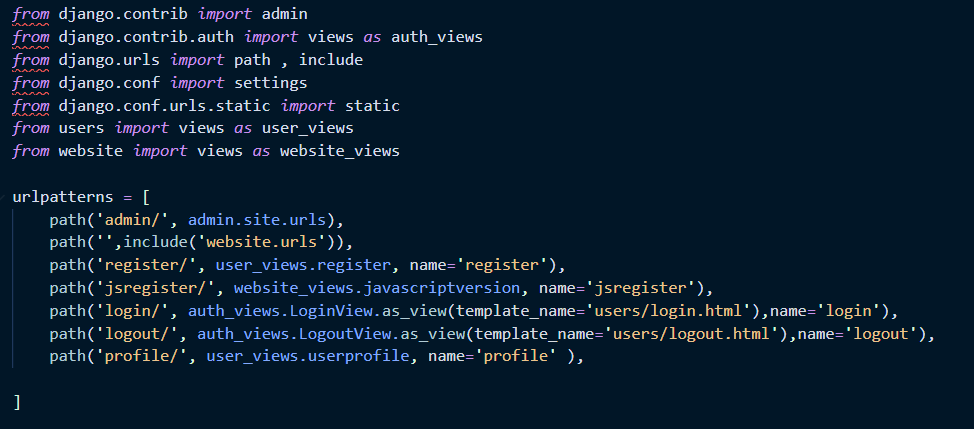 from django.contrib import admin
from django.contrib.auth import views as auth_views
from django.urls import path , include
from django.conf import settings
from django.conf.urls.static import static
from users import views as user_views
from website import views as website_views

urlpatterns = [
    path('admin/', admin.site.urls),
    path('',include('website.urls')),
    path('register/', user_views.register, name='register'),
    path('jsregister/', website_views.javascriptversion, name='jsregister'),
    path('login/', auth_views.LoginView.as_view(template_name='users/login.html'),name='login'),
    path('logout/', auth_views.LogoutView.as_view(template_name='users/logout.html'),name='logout'),
    path('profile/', user_views.userprofile, name='profile' ),

]